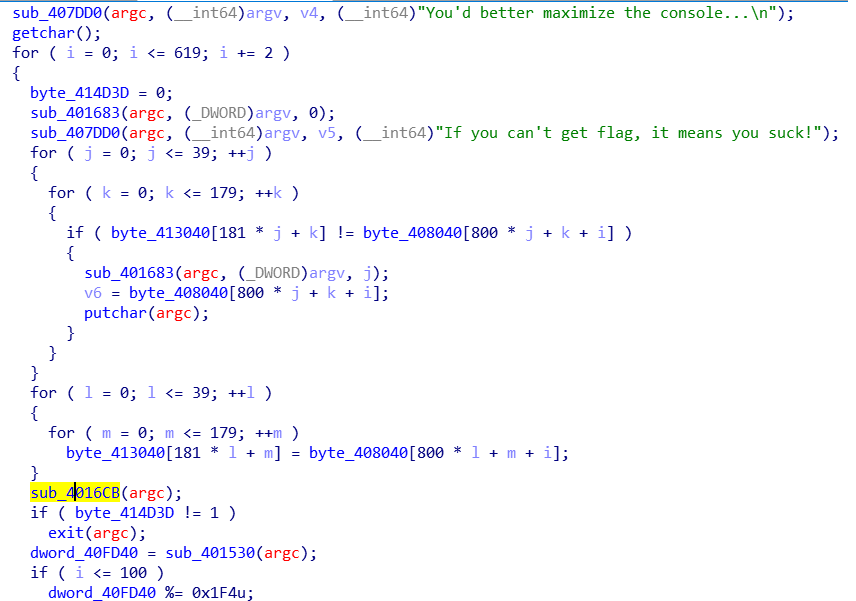 sub_407DD0(argc, (__int64)argv, v4, (__int64)"You'd better maximize the console...\n");
getchar();
for ( i = 0; i <= 619; i += 2 )
{
byte_414D3D = 0;
sub_401683(argc, (_DWORD)argv, 0);
sub_407DD0(argc, (__int64)argv, v5, (__int64)"If you can't get flag, it means you suck!");
for ( j = 0; j <= 39; ++j )
{
for ( k = 0; k <= 179; ++k )
{
if ( byte_413040[181 * j + k] != byte_408040[800 * j + k + i] )
{
sub_401683(argc, (_DWORD)argv, j);
v6 = byte_408040[800 * j + k + i];
putchar(argc);
}
}
}
for ( l = 0; l <= 39; ++l )
{
for ( m = 0; m <= 179; ++m )
byte_413040[181 * l + m] = byte_408040[800 * l + m + i];
}
sub_4016CB(argc);
if ( byte_414D3D != 1 )
exit(argc);
dword_40FD40 = sub_401530(argc);
if ( i <= 100 )
dword_40FD40 %= 0x1F4u;